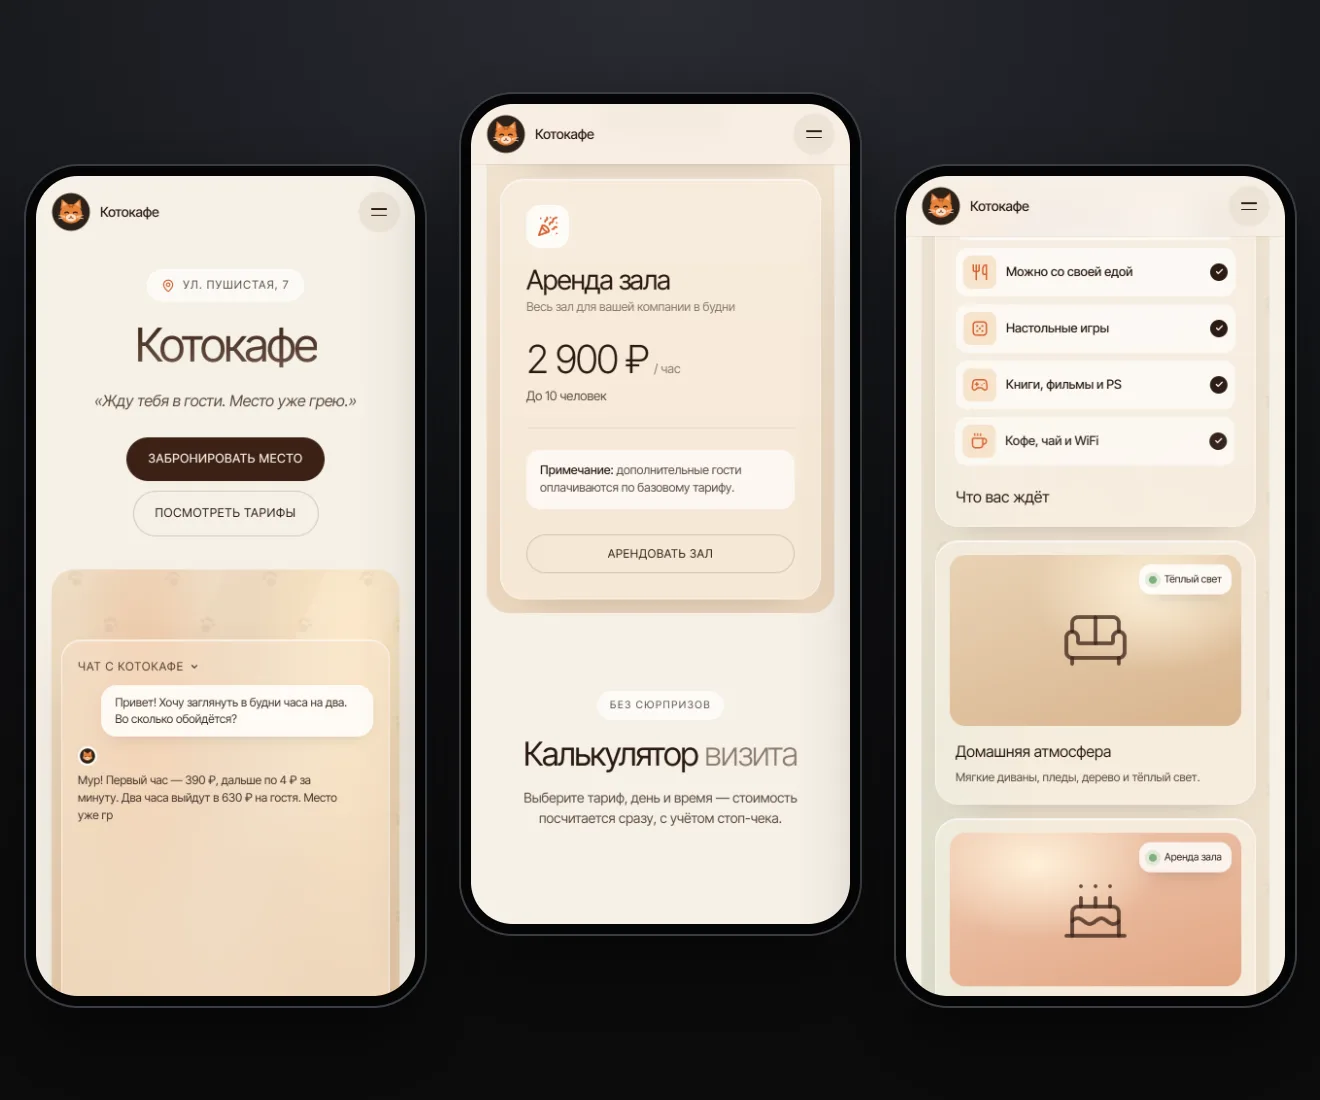 Котокафе
УЛ. ПУШИСТАЯ, 7
Котокафе
«Жду тебя в гости. Место уже грею.»
ЗАБРОНИРОВАТЬ МЕСТО
ПОСМОТРЕТЬ ТАРИФЫ
ЧАТ С КОТОКАФЕ
Привет! Хочу заглянуть в будни часа на два.
Во сколько обойдётся?
Мур! Первый час — 390 ₽, дальше по 4 ₽ за
минуту. Два часа выйдут в 630 ₽ на гостя. Место
уже гр
Котокафе
Аренда зала
Весь зал для вашей компании в будни
2 900 ₽ / час
До 10 человек
Примечание: дополнительные гости
оплачиваются по базовому тарифу.
АРЕНДОВАТЬ ЗАЛ
БЕЗ СЮРПРИЗОВ
Калькулятор визита
Выберите тариф, день и время — стоимость
посчитается сразу, с учётом стоп-чека.
Котокафе
Можно со своей едой
Настольные игры
Книги, фильмы и PS
Кофе, чай и WiFi
Что вас ждёт
Тёплый свет
Домашняя атмосфера
Мягкие диваны, пледы, дерево и тёплый свет.
Аренда зала